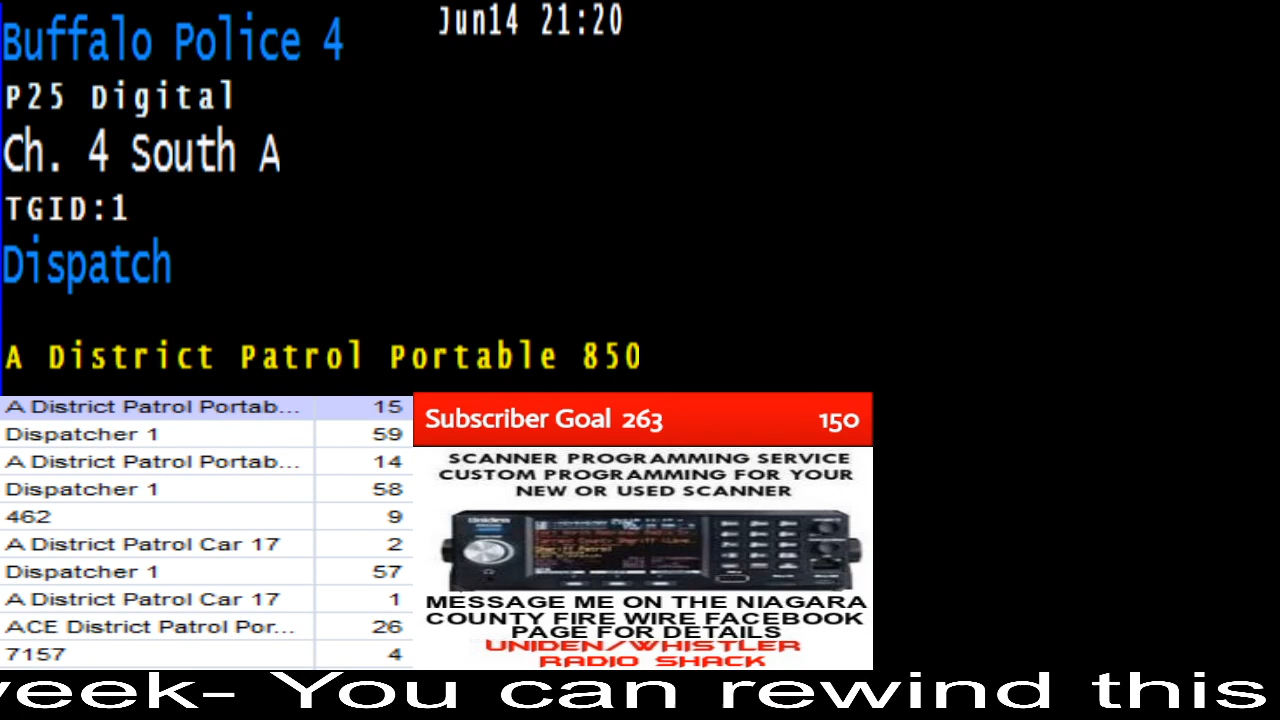 Buffalo Police 4
Jun14 21:20
P25 Digital
Ch. 4 South A
TGID:1
Dispatch
A District Patrol Portable 850
A District Patrol Portab... 15
Dispatcher 1 59
A District Patrol Portab... 14
Dispatcher 1 58
462 9
A District Patrol Car 17 2
Dispatcher 1 57
A District Patrol Car 17 1
ACE District Patrol Por... 26
7157 4
Subscriber Goal 263 150
SCANNER PROGRAMMING SERVICE
CUSTOM PROGRAMMING FOR YOUR
NEW OR USED SCANNER
Uniden
MESSAGE ME ON THE NIAGARA
COUNTY FIRE WIRE FACEBOOK
PAGE FOR DETAILS
UNIDEN/WHISTLER
RADIO SHACK
week- You can rewind this